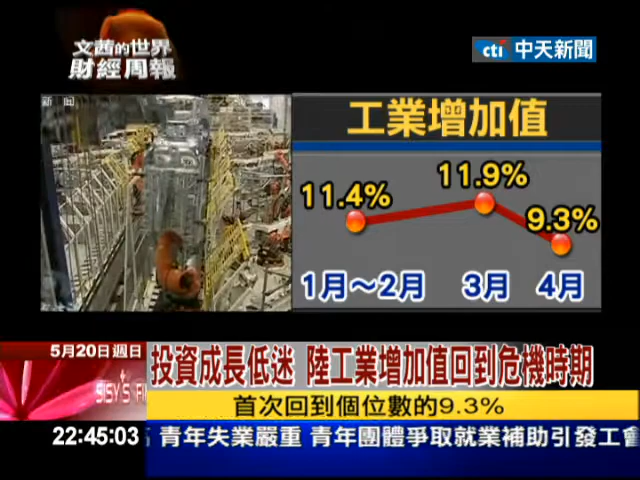 文茜的世界
財經周報
cti 中天新聞
新聞
工業增加值
11.4%
11.9%
9.3%
1月～2月
3月
4月
5月20日週日
投資成長低迷 陸工業增加值回到危機時期
SISY'S FI
首次回到個位數的9.3%
22:45:03
青年失業嚴重 青年團體爭取就業補助引發工會